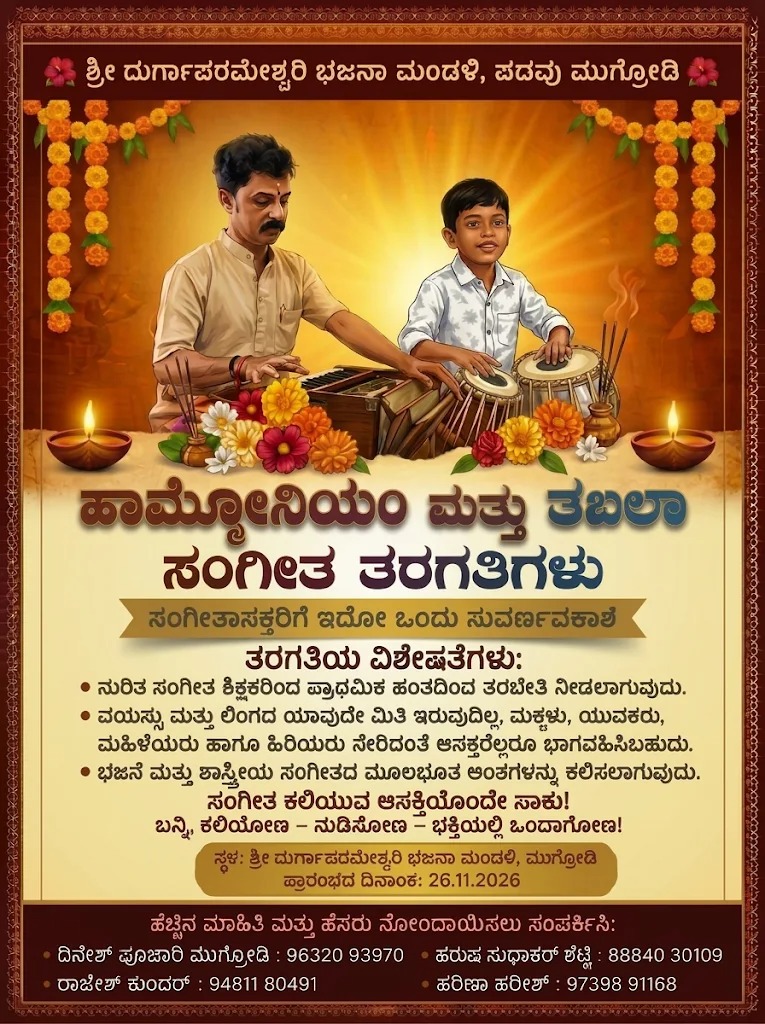 ಶ್ರೀ ದುರ್ಗಾಪರಮೇಶ್ವರಿ ಭಜನಾ ಮಂಡಳಿ, ಪದವು ಮುಗ್ರೋಡಿ
ಹಾರ್ಮೋನಿಯಂ ಮತ್ತು ತಬಲಾ
ಸಂಗೀತ ತರಗತಿಗಳು
ಸಂಗೀತಾಸಕ್ತರಿಗೆ ಇದೋ ಒಂದು ಸುವರ್ಣವಕಾಶೆ
ತರಗತಿಯ ವಿಶೇಷತೆಗಳು:
• ನುರಿತ ಸಂಗೀತ ಶಿಕ್ಷಕರಿಂದ ಪ್ರಾಥಮಿಕ ಹಂತದಿಂದ ತರಬೇತಿ ನೀಡಲಾಗುವುದು.
• ವಯಸ್ಸು ಮತ್ತು ಲಿಂಗದ ಯಾವುದೇ ಮಿತಿ ಇರುವುದಿಲ್ಲ, ಮಕ್ಕಳು, ಯುವಕರು,
ಮಹಿಳೆಯರು ಹಾಗೂ ಹಿರಿಯರು ಸೇರಿದಂತೆ ಆಸಕ್ತರೆಲ್ಲರೂ ಭಾಗವಹಿಸಿಬಹುದು.
• ಭಜನೆ ಮತ್ತು ಶಾಸ್ತ್ರೀಯ ಸಂಗೀತದ ಮೂಲಭೂತ ಅಂಶಗಳನ್ನು ಕಲಿಸಲಾಗುವುದು.
ಸಂಗೀತ ಕಲಿಯುವ ಆಸಕ್ತಿಯೊಂದೇ ಸಾಕು!
ಬನ್ನಿ, ಕಲಿಯೋಣ – ನುಡಿಸೋಣ – ಭಕ್ತಿಯಲ್ಲಿ ಒಂದಾಗೋಣ!
ಸ್ಥಳ: ಶ್ರೀ ದುರ್ಗಾಪರಮೇಶ್ವರಿ ಭಜನಾ ಮಂಡಳಿ, ಮುಗ್ರೋಡಿ
ಪ್ರಾರಂಭದ ದಿನಾಂಕ: 26.11.2026
ಹೆಚ್ಚಿನ ಮಾಹಿತಿ ಮತ್ತು ಹೆಸರು ನೋಂದಾಯಿಸಲು ಸಂಪರ್ಕಿಸಿ:
• ದಿನೇಶ್ ಪೂಜಾರಿ ಮುಗ್ರೋಡಿ : 96320 93970 • ಹರುಷ ಸುಧಾಕರ್ ಶೆಟ್ಟಿ : 88840 30109
• ರಾಜೇಶ್ ಕುಂದರ್ : 94811 80491 • ಹರಿಣಾ ಹರೀಶ್ : 97398 91168